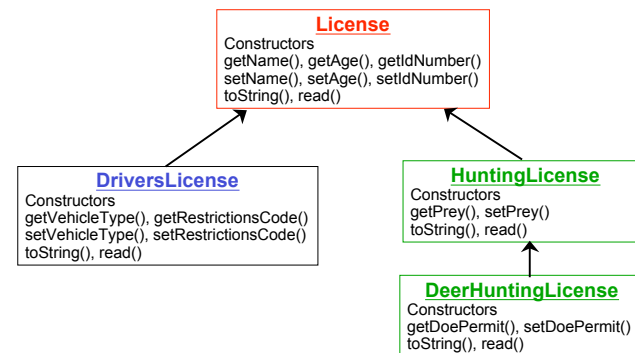 License
Constructors
getName(), getAge(), getIdNumber()
setName(), setAge(), setIdNumber()
toString(), read()
DriversLicense
Constructors
getVehicleType(), getRestrictionsCode()
setVehicleType(), setRestrictionsCode()
toString(), read()
HuntingLicense
Constructors
getPrey(), setPrey()
toString(), read()
DeerHuntingLicense
Constructors
getDoePermit(), setDoePermit()
toString(), read()